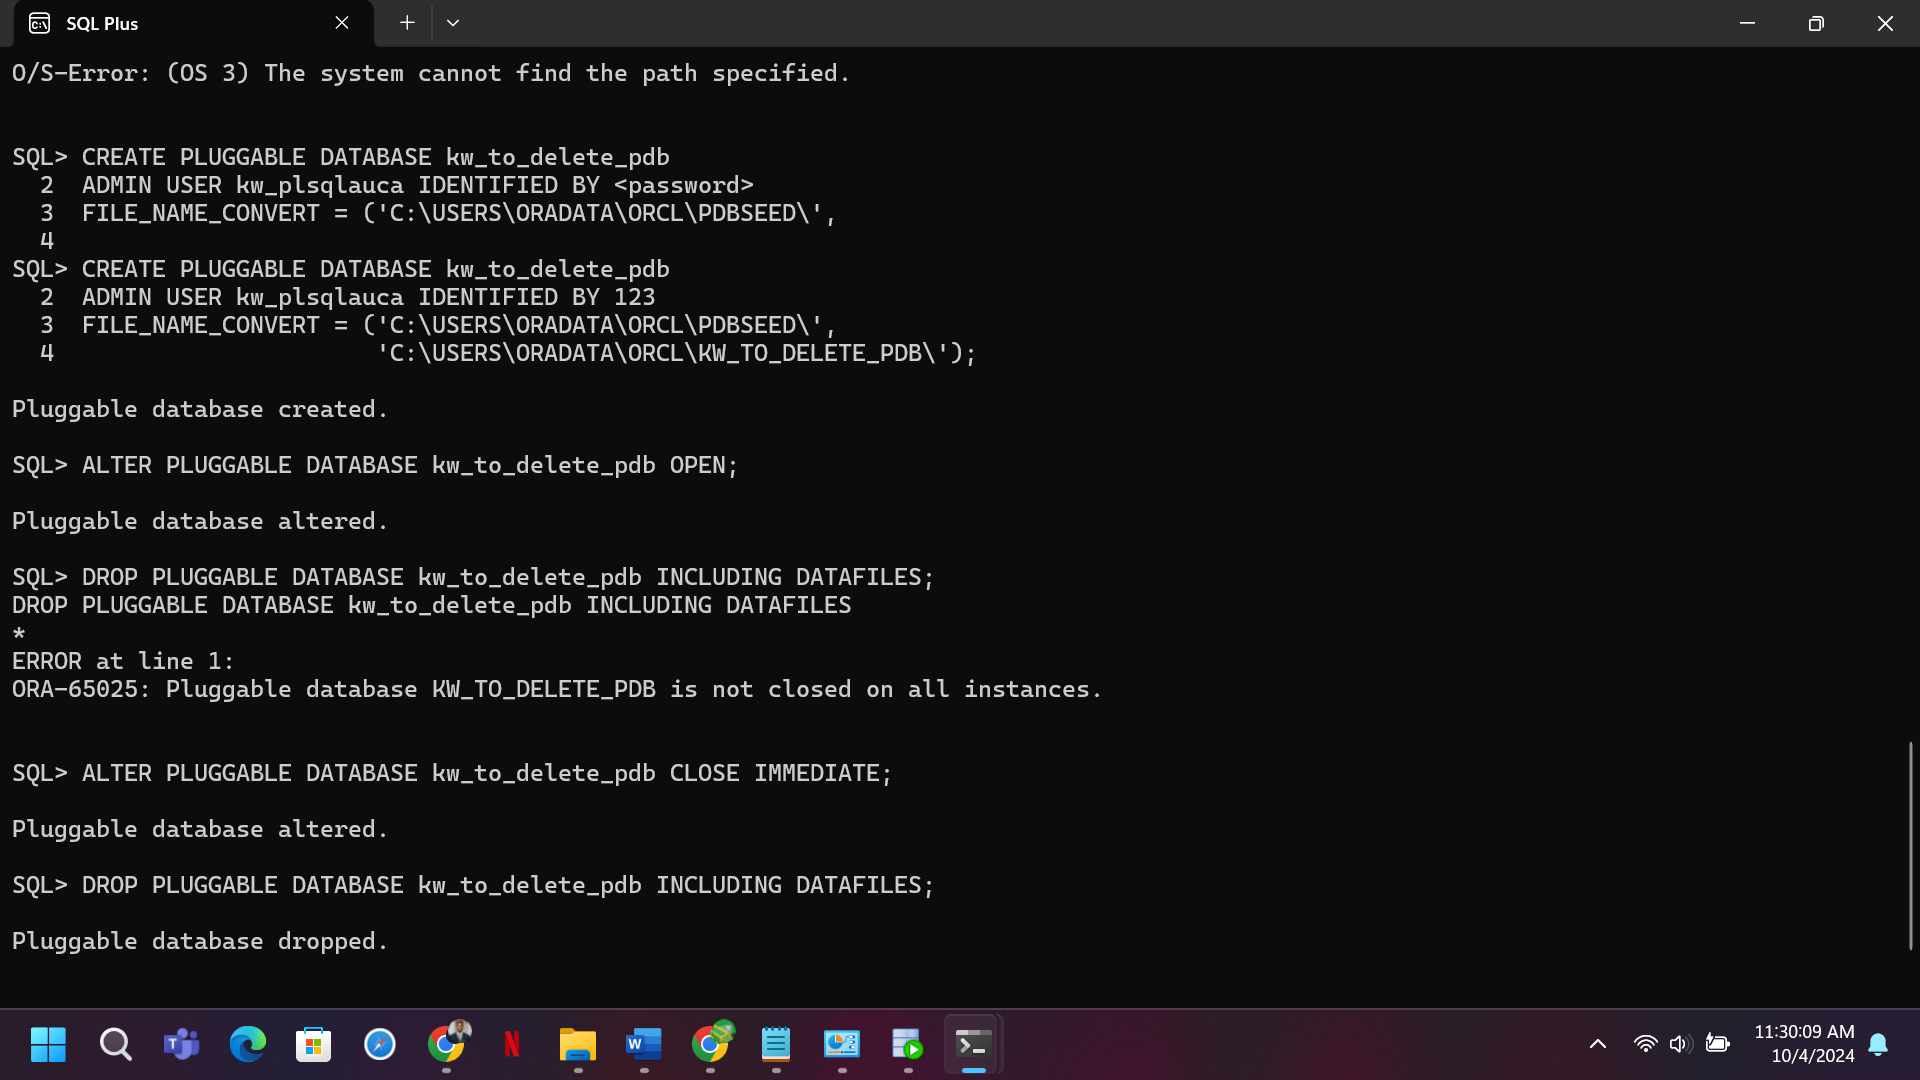 SQL Plus
O/S-Error: (OS 3) The system cannot find the path specified.
SQL> CREATE PLUGGABLE DATABASE kw_to_delete_pdb
  2  ADMIN USER kw_plsqlauca IDENTIFIED BY <password>
  3  FILE_NAME_CONVERT = ('C:\USERS\ORADATA\ORCL\PDBSEED\',
  4
SQL> CREATE PLUGGABLE DATABASE kw_to_delete_pdb
  2  ADMIN USER kw_plsqlauca IDENTIFIED BY 123
  3  FILE_NAME_CONVERT = ('C:\USERS\ORADATA\ORCL\PDBSEED\',
  4                       'C:\USERS\ORADATA\ORCL\KW_TO_DELETE_PDB\');
Pluggable database created.
SQL> ALTER PLUGGABLE DATABASE kw_to_delete_pdb OPEN;
Pluggable database altered.
SQL> DROP PLUGGABLE DATABASE kw_to_delete_pdb INCLUDING DATAFILES;
DROP PLUGGABLE DATABASE kw_to_delete_pdb INCLUDING DATAFILES
*
ERROR at line 1:
ORA-65025: Pluggable database KW_TO_DELETE_PDB is not closed on all instances.
SQL> ALTER PLUGGABLE DATABASE kw_to_delete_pdb CLOSE IMMEDIATE;
Pluggable database altered.
SQL> DROP PLUGGABLE DATABASE kw_to_delete_pdb INCLUDING DATAFILES;
Pluggable database dropped.
11:30:09 AM
10/4/2024